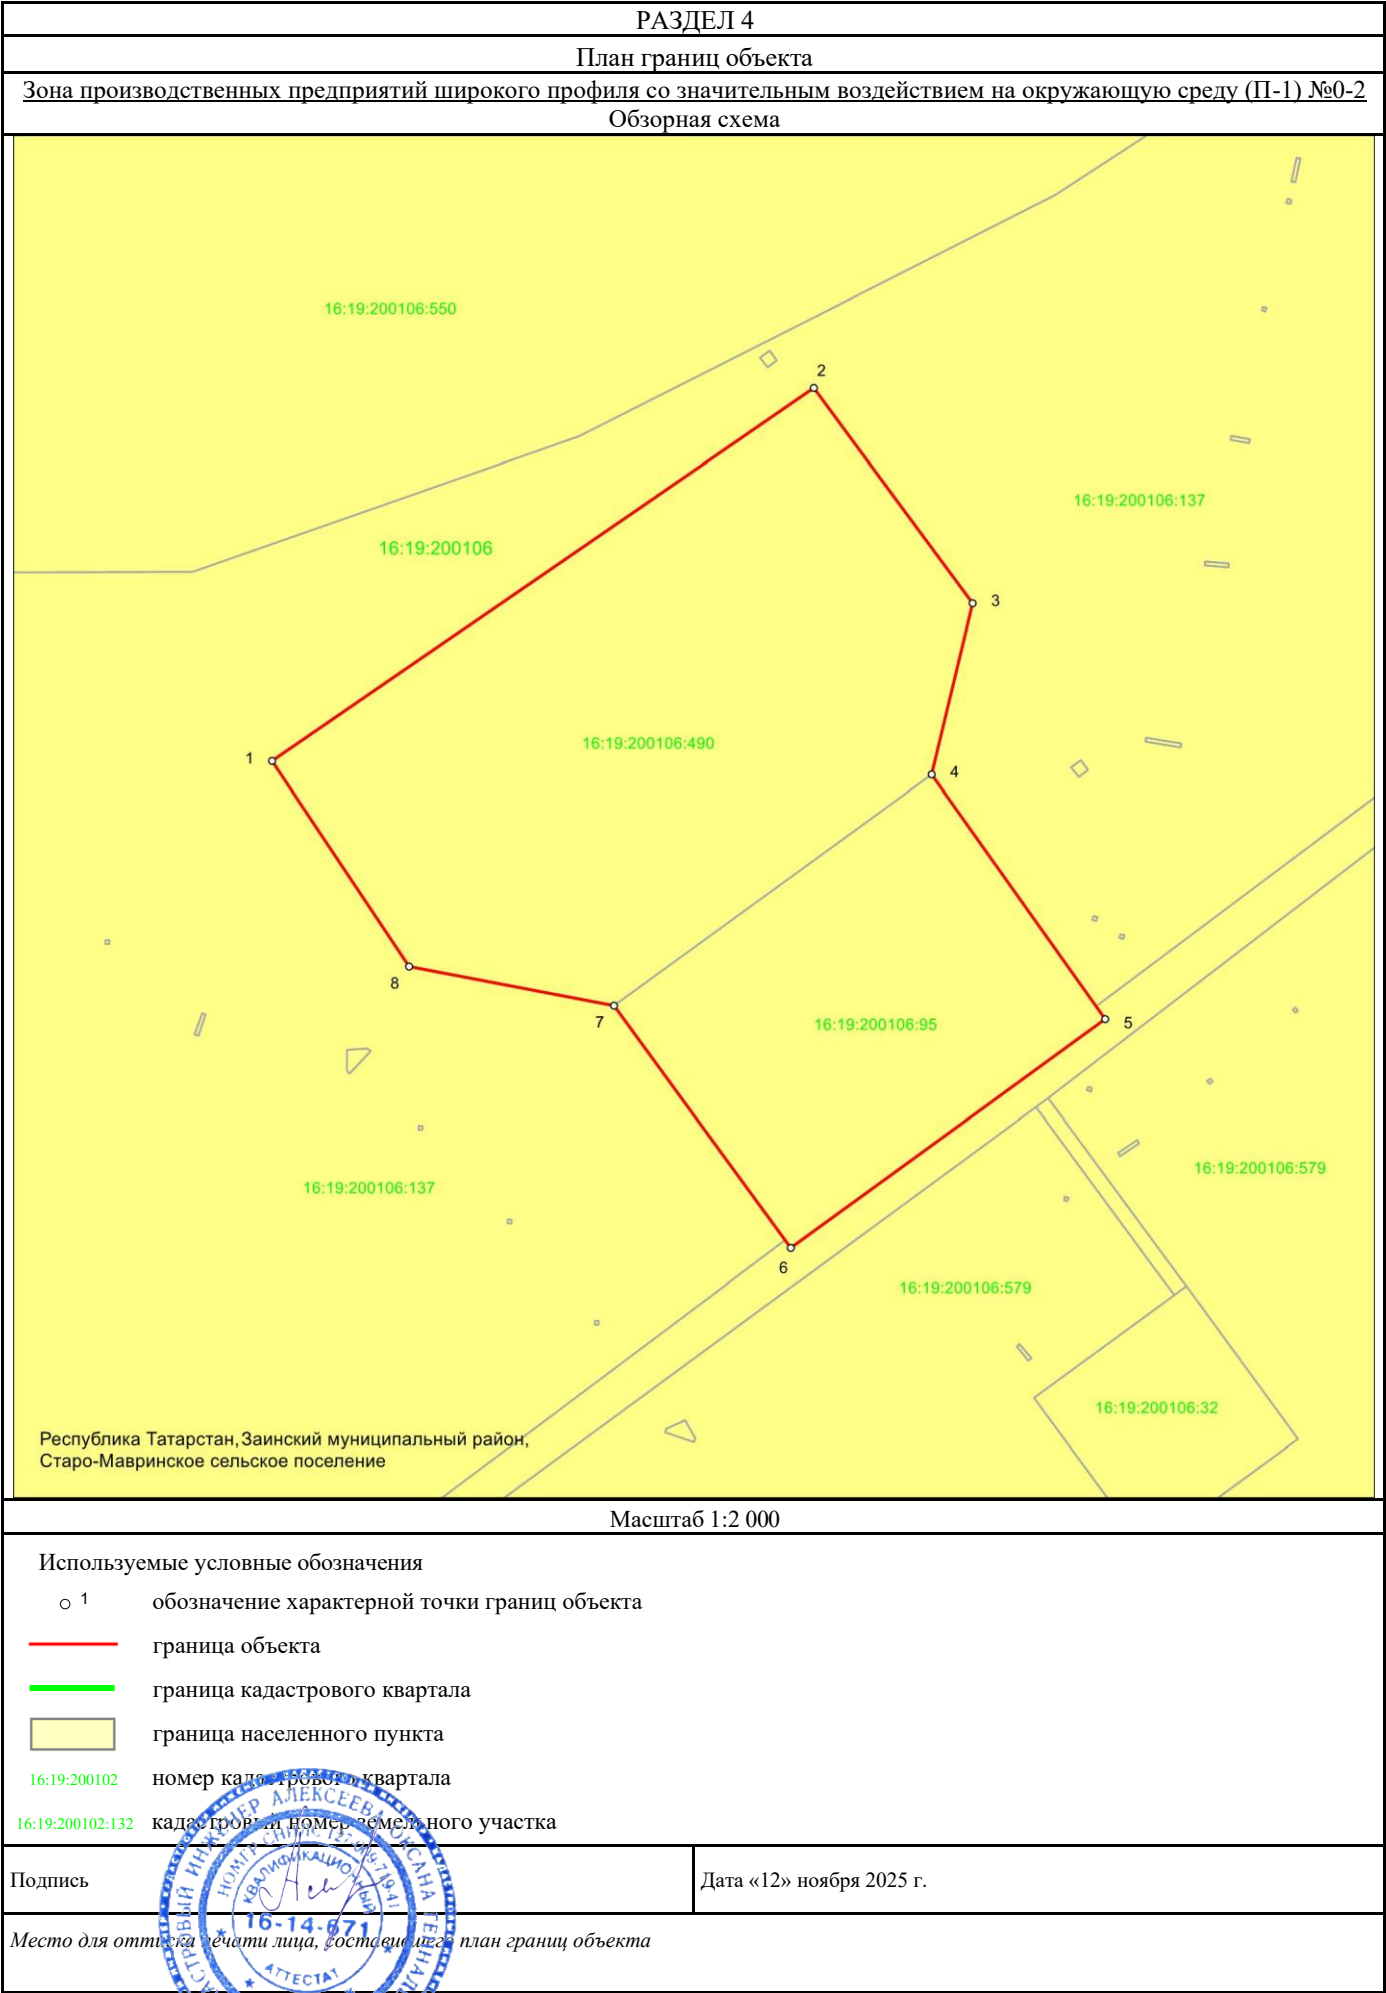 РАЗДЕЛ 4
План границ объекта
Зона производственных предприятий широкого профиля со значительным воздействием на окружающую среду (П-1) №0-2
Обзорная схема
16:19:200106:550
2
16:19:200106:137
16:19:200106
3
16:19:200106:490
1
4
8
7
16:19:200106:95
5
16:19:200106:579
16:19:200106:137
6
16:19:200106:579
16:19:200106:32
Республика Татарстан, Заинский муниципальный район,
Старо-Мавринское сельское поселение
Масштаб 1:2 000
Используемые условные обозначения
1 обозначение характерной точки границ объекта
граница объекта
граница кадастрового квартала
граница населенного пункта
16:19:200102 номер кадастрового квартала
16:19:200102:132 кадастровый номер земельного участка
Подпись
Дата «12» ноября 2025 г.
Место для оттиска печати лица, составившего план границ объекта
ИНЖЕНЕР АЛЕКСЕЕВА ОКСАНА
КВАЛИФИКАЦИОННЫЙ
16-14-671
АТТЕСТАТ